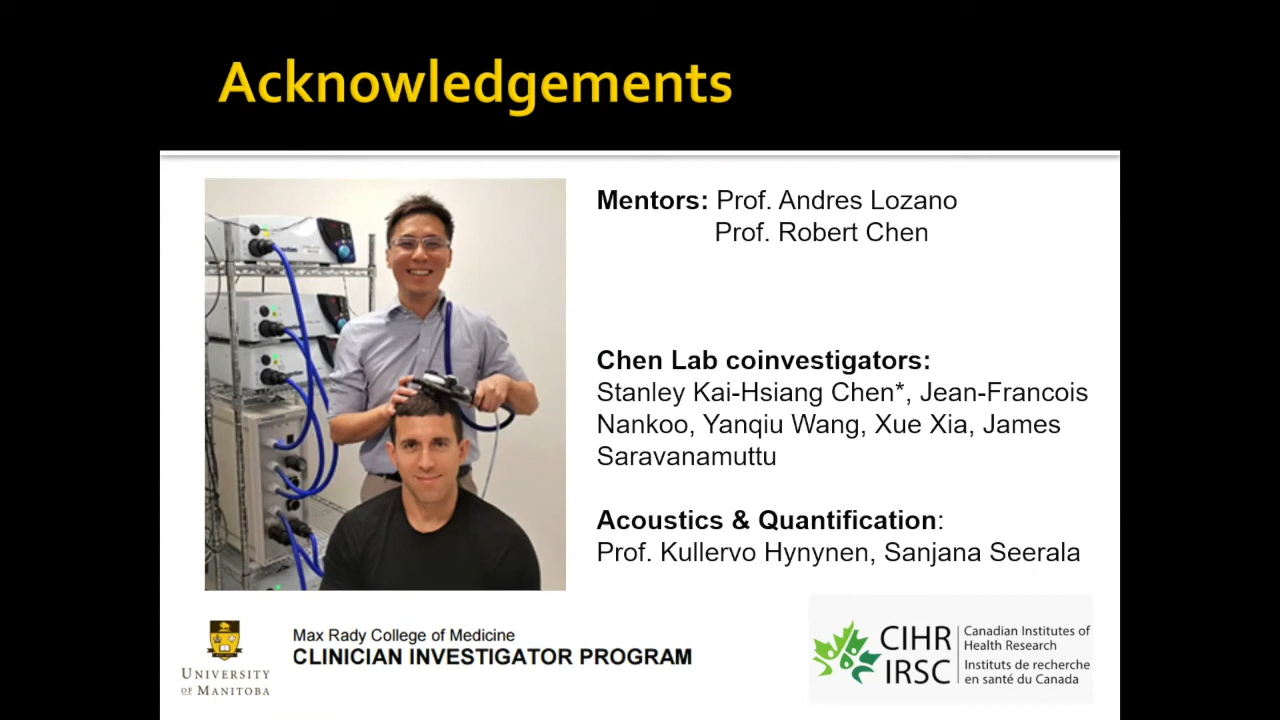 Acknowledgements
Mentors: Prof. Andres Lozano
Prof. Robert Chen
Chen Lab coinvestigators:
Stanley Kai-Hsiang Chen*, Jean-Francois
Nankoo, Yanqiu Wang, Xue Xia, James
Saravanamuttu
Acoustics & Quantification:
Prof. Kullervo Hynynen, Sanjana Seerala
UNIVERSITY
OF MANITOBA
Max Rady College of Medicine
CLINICIAN INVESTIGATOR PROGRAM
CIHR
IRSC
Canadian Institutes of
Health Research
Instituts de recherche
en santé du Canada